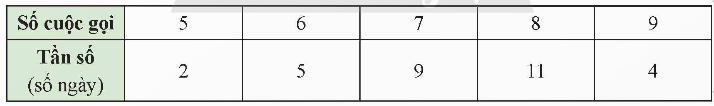 Số cuộc gọi 5 6 7 8 9
Tần số
(số ngày) 2 5 9 11 4